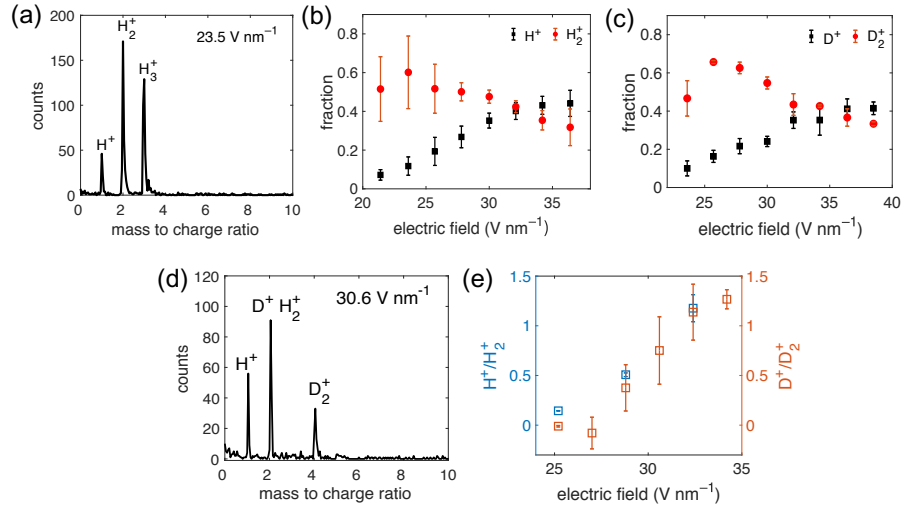 (a)
200
150
100
50
0
0 2 4 6 8 10
counts
mass to charge ratio
H⁺
H₂⁺
H₃⁺
23.5 V nm⁻¹
(b)
0.8
0.6
0.4
0.2
0
20 25 30 35
fraction
electric field (V nm⁻¹)
H⁺ H₂⁺
(c)
0.8
0.6
0.4
0.2
0
25 30 35 40
fraction
electric field (V nm⁻¹)
D⁺ D₂⁺
(d)
120
100
80
60
40
20
0
0 2 4 6 8 10
counts
mass to charge ratio
H⁺
D⁺ H₂⁺
D₂⁺
30.6 V nm⁻¹
(e)
1.5
1
0.5
0
H⁺/H₂⁺
25 30 35
electric field (V nm⁻¹)
1.5
1
0.5
0
D⁺/D₂⁺